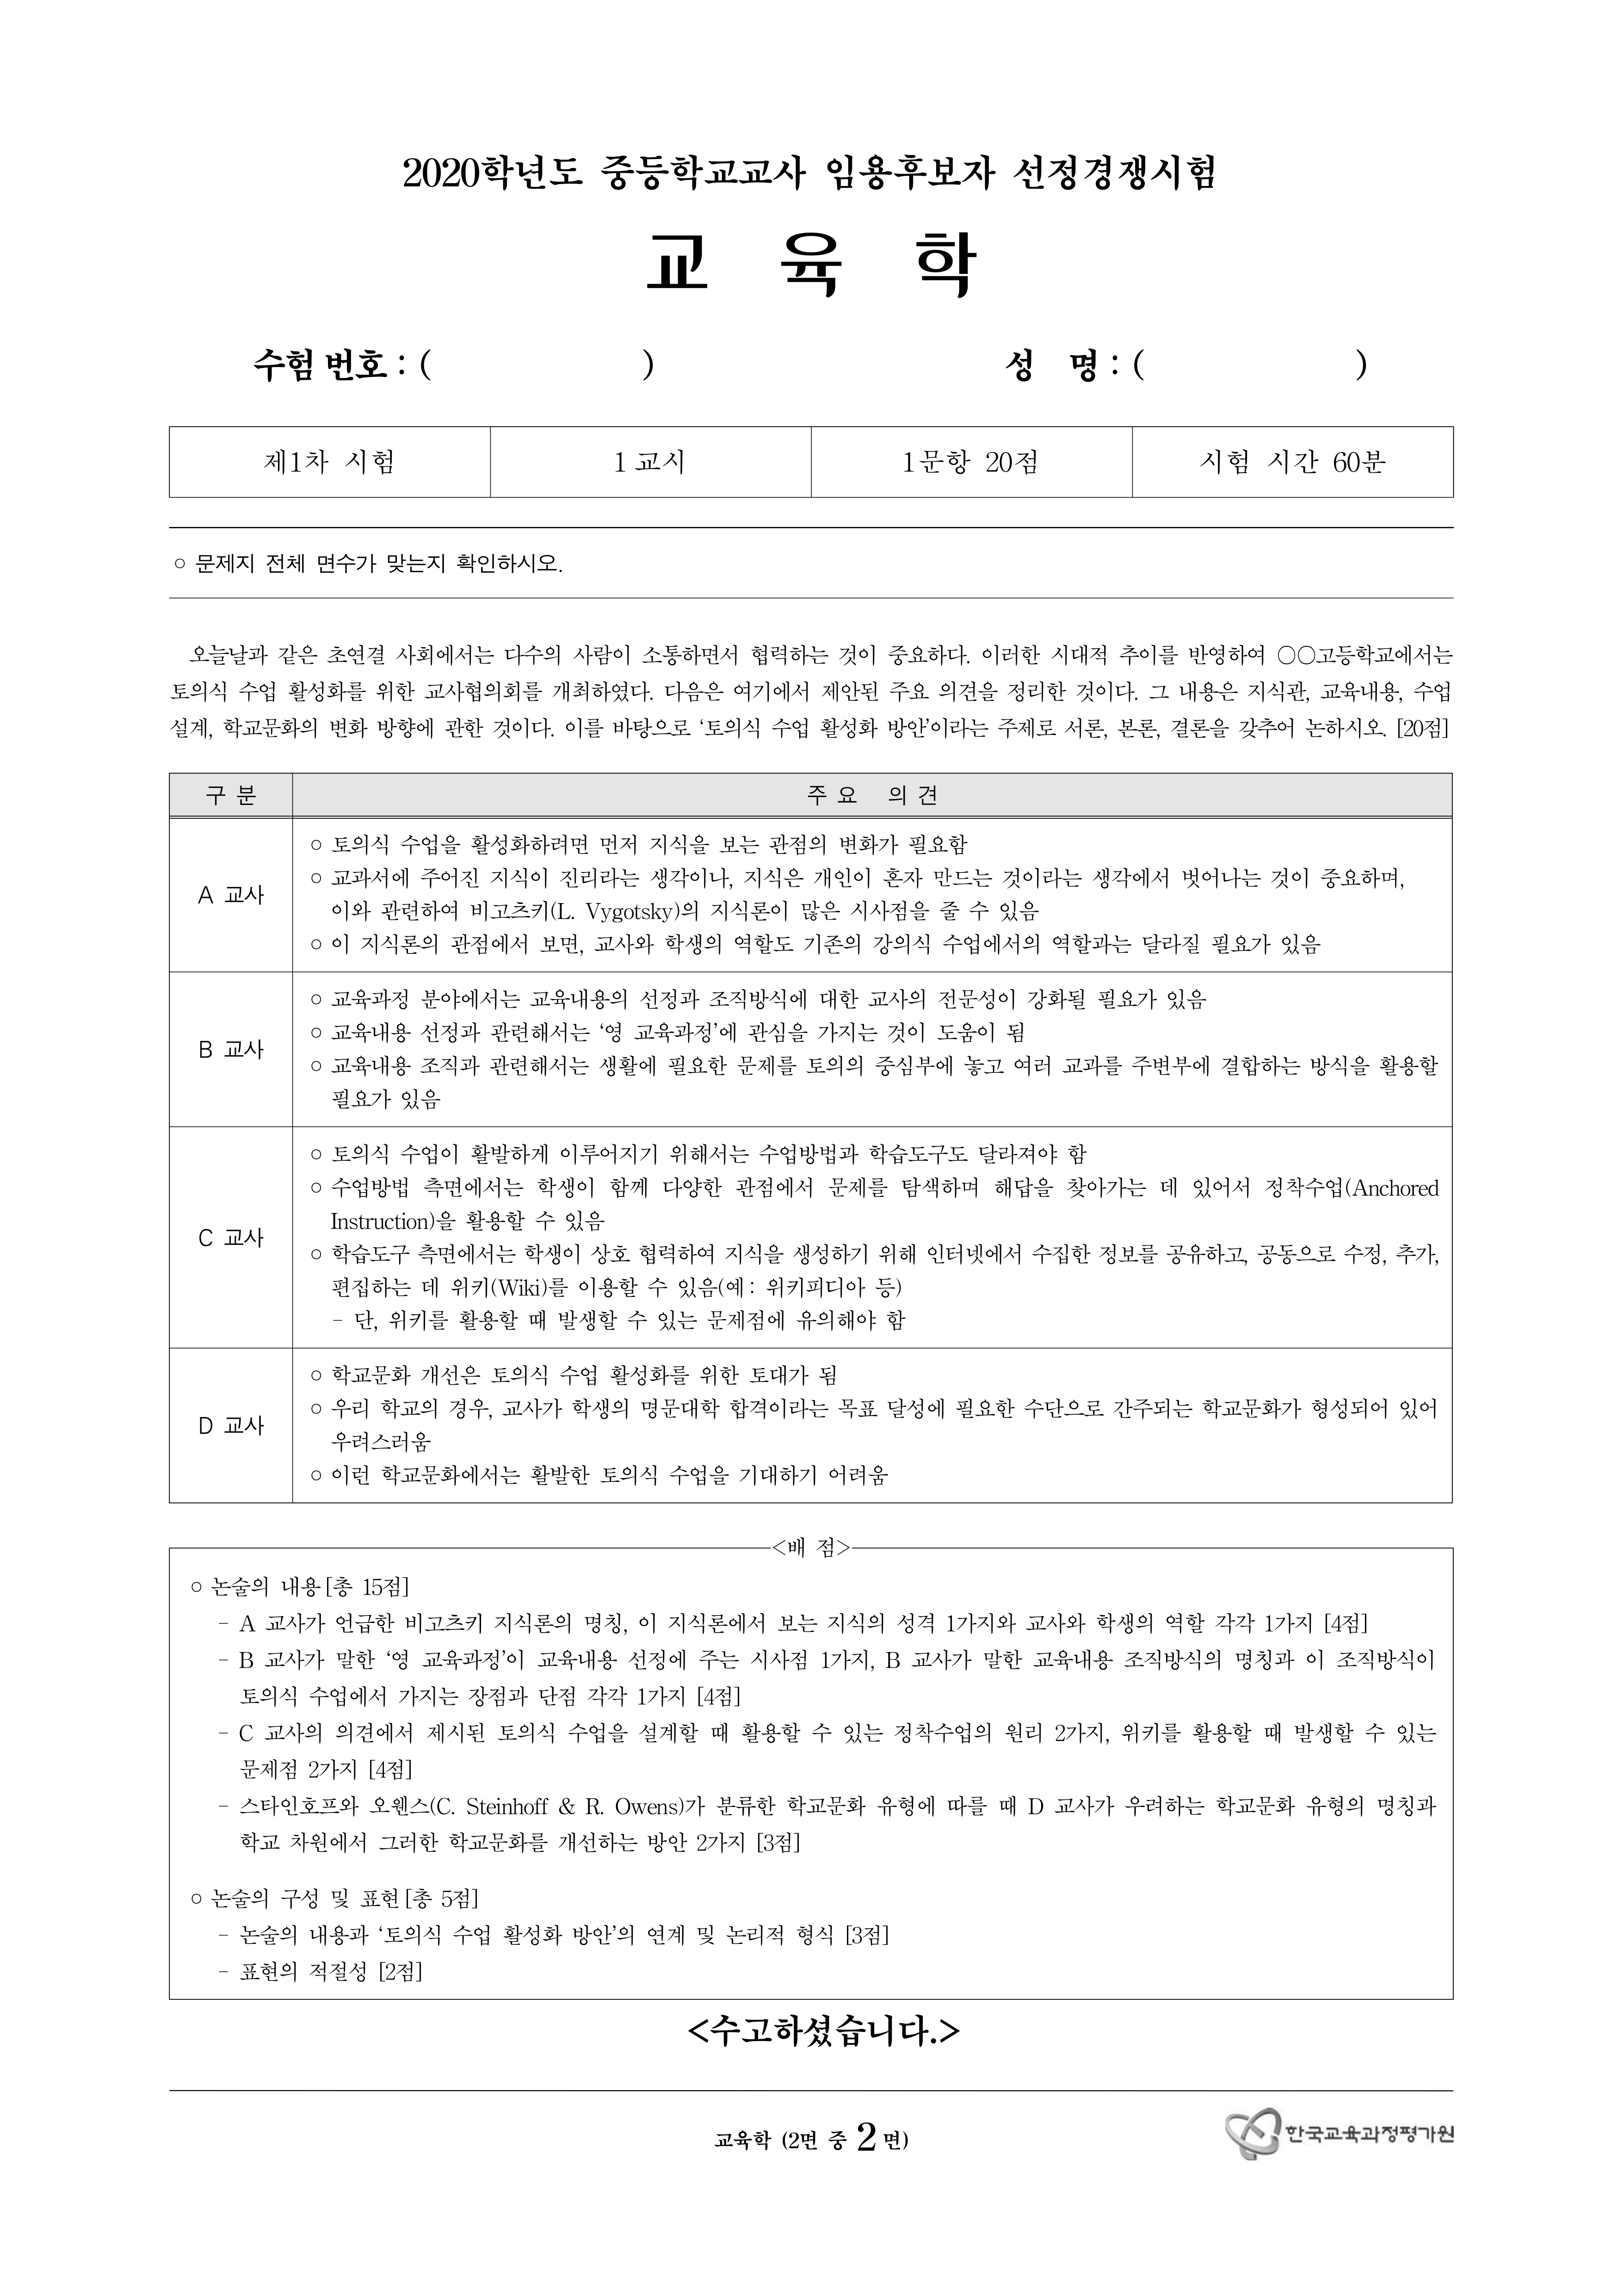 2020학년도 중등학교교사 임용후보자 선정경쟁시험
교 육 학
수험 번호 : ( ) 성 명 : ( )
제1차 시험 1 교시 1문항 20점 시험 시간 60분
○ 문제지 전체 면수가 맞는지 확인하시오.
오늘날과 같은 초연결 사회에서는 다수의 사람이 소통하면서 협력하는 것이 중요하다. 이러한 시대적 추이를 반영하여 ○○고등학교에서는
토의식 수업 활성화를 위한 교사협의회를 개최하였다. 다음은 여기에서 제안된 주요 의견을 정리한 것이다. 그 내용은 지식관, 교육내용, 수업
설계, 학교문화의 변화 방향에 관한 것이다. 이를 바탕으로 ‘토의식 수업 활성화 방안’이라는 주제로 서론, 본론, 결론을 갖추어 논하시오. [20점]
구 분 주 요 의 견
A 교사
○ 토의식 수업을 활성화하려면 먼저 지식을 보는 관점의 변화가 필요함
○ 교과서에 주어진 지식이 진리라는 생각이나, 지식은 개인이 혼자 만드는 것이라는 생각에서 벗어나는 것이 중요하며,
이와 관련하여 비고츠키(L. Vygotsky)의 지식론이 많은 시사점을 줄 수 있음
○ 이 지식론의 관점에서 보면, 교사와 학생의 역할도 기존의 강의식 수업에서의 역할과는 달라질 필요가 있음
B 교사
○ 교육과정 분야에서는 교육내용의 선정과 조직방식에 대한 교사의 전문성이 강화될 필요가 있음
○ 교육내용 선정과 관련해서는 ‘영 교육과정’에 관심을 가지는 것이 도움이 됨
○ 교육내용 조직과 관련해서는 생활에 필요한 문제를 토의의 중심부에 놓고 여러 교과를 주변부에 결합하는 방식을 활용할
필요가 있음
C 교사
○ 토의식 수업이 활발하게 이루어지기 위해서는 수업방법과 학습도구도 달라져야 함
○ 수업방법 측면에서는 학생이 함께 다양한 관점에서 문제를 탐색하며 해답을 찾아가는 데 있어서 정착수업(Anchored
Instruction)을 활용할 수 있음
○ 학습도구 측면에서는 학생이 상호 협력하여 지식을 생성하기 위해 인터넷에서 수집한 정보를 공유하고, 공동으로 수정, 추가,
편집하는 데 위키(Wiki)를 이용할 수 있음(예 : 위키피디아 등)
- 단, 위키를 활용할 때 발생할 수 있는 문제점에 유의해야 함
D 교사
○ 학교문화 개선은 토의식 수업 활성화를 위한 토대가 됨
○ 우리 학교의 경우, 교사가 학생의 명문대학 합격이라는 목표 달성에 필요한 수단으로 간주되는 학교문화가 형성되어 있어
우려스러움
○ 이런 학교문화에서는 활발한 토의식 수업을 기대하기 어려움
<배 점>
○ 논술의 내용 [총 15점]
- A 교사가 언급한 비고츠키 지식론의 명칭, 이 지식론에서 보는 지식의 성격 1가지와 교사와 학생의 역할 각각 1가지 [4점]
- B 교사가 말한 ‘영 교육과정’이 교육내용 선정에 주는 시사점 1가지, B 교사가 말한 교육내용 조직방식의 명칭과 이 조직방식이
토의식 수업에서 가지는 장점과 단점 각각 1가지 [4점]
- C 교사의 의견에서 제시된 토의식 수업을 설계할 때 활용할 수 있는 정착수업의 원리 2가지, 위키를 활용할 때 발생할 수 있는
문제점 2가지 [4점]
- 스타인호프와 오웬스(C. Steinhoff & R. Owens)가 분류한 학교문화 유형에 따를 때 D 교사가 우려하는 학교문화 유형의 명칭과
학교 차원에서 그러한 학교문화를 개선하는 방안 2가지 [3점]
○ 논술의 구성 및 표현 [총 5점]
- 논술의 내용과 ‘토의식 수업 활성화 방안’의 연계 및 논리적 형식 [3점]
- 표현의 적절성 [2점]
<수고하셨습니다.>
교육학 (2면 중 2 면)
한국교육과정평가원